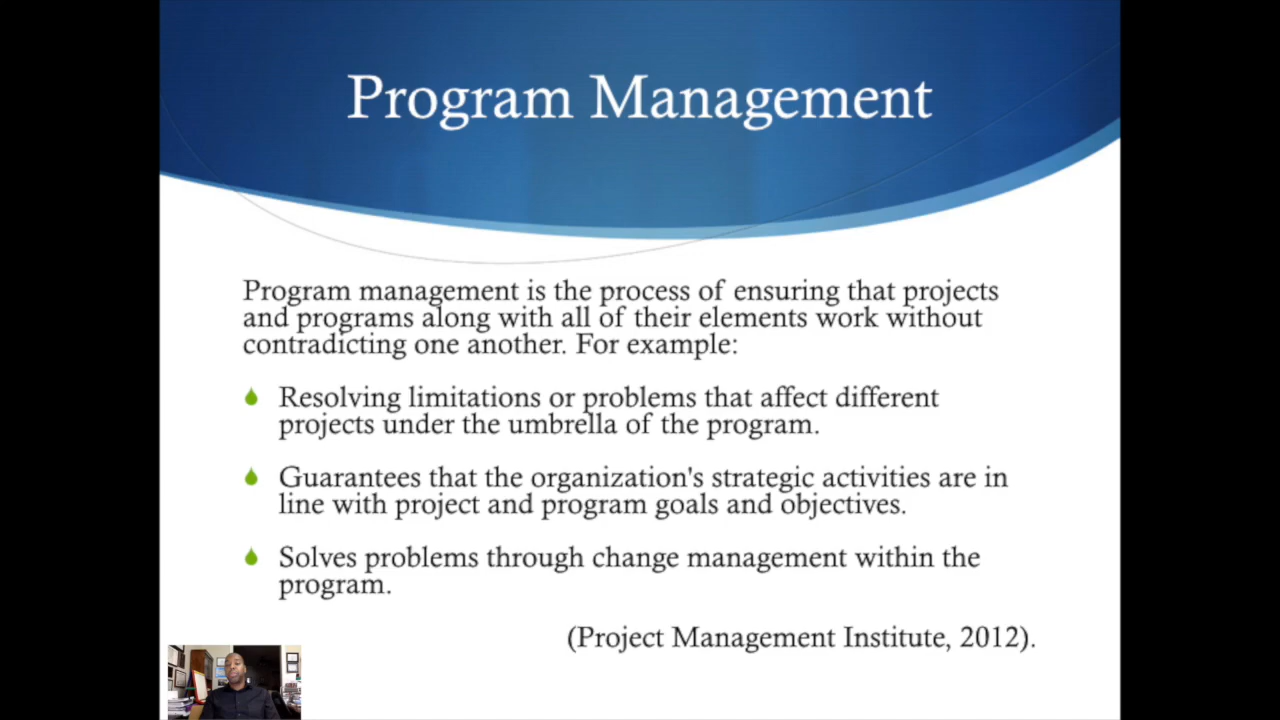 Program Management
Program management is the process of ensuring that projects
and programs along with all of their elements work without
contradicting one another. For example:
Resolving limitations or problems that affect different
projects under the umbrella of the program.
Guarantees that the organization's strategic activities are in
line with project and program goals and objectives.
Solves problems through change management within the
program.
(Project Management Institute, 2012).